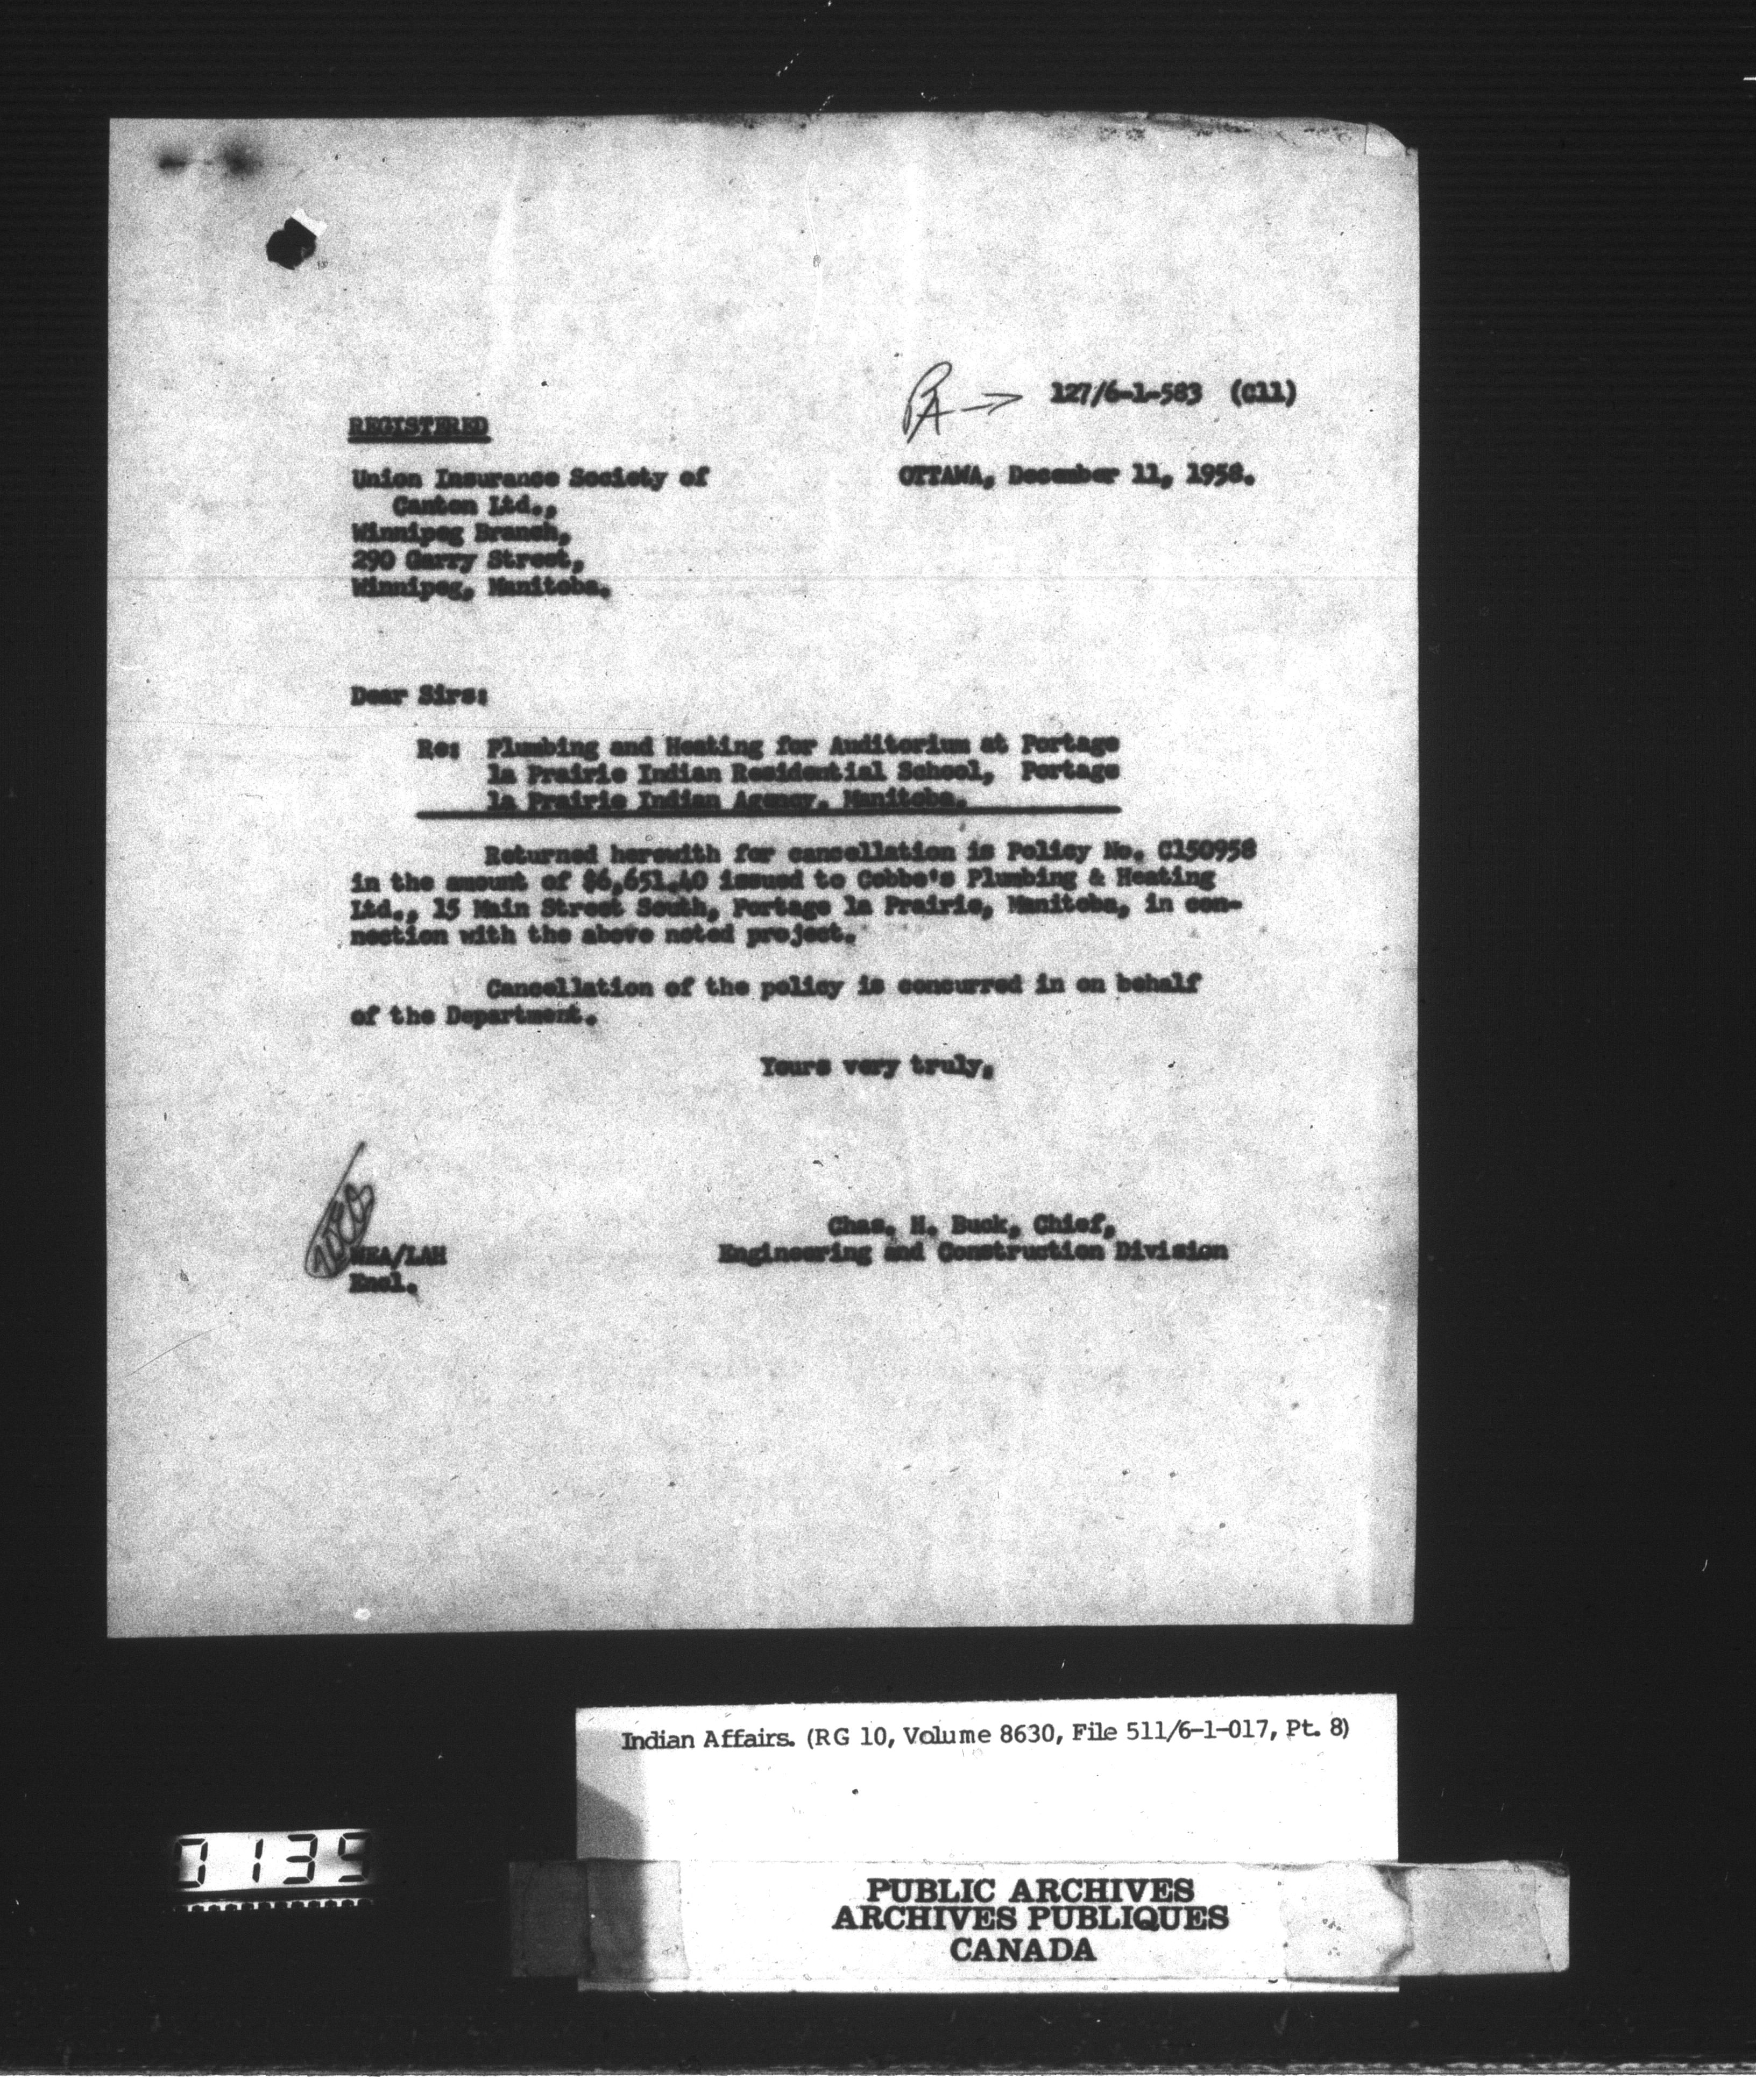 PA → 127/6-1-583 (C11)
REGISTERED
OTTAWA, December 11, 1958.
Union Insurance Society of
Canton Ltd.,
Winnipeg Branch,
290 Garry Street,
Winnipeg, Manitoba.
Dear Sirs:
Re: Plumbing and Heating for Auditorium at Portage
la Prairie Indian Residential School, Portage
la Prairie Indian Agency, Manitoba.
Returned herewith for cancellation is Policy No. C150958
in the amount of $6,651.40 issued to Cobbe's Plumbing & Heating
Ltd., 15 Main Street South, Portage la Prairie, Manitoba, in con-
nection with the above noted project.
Cancellation of the policy is concurred in on behalf
of the Department.
Yours very truly,
Chas. H. Buck, Chief,
Engineering and Construction Division
/LAH
Encl.
Indian Affairs. (RG 10, Volume 8630, File 511/6-1-017, Pt. 8)
0135
PUBLIC ARCHIVES
ARCHIVES PUBLIQUES
CANADA